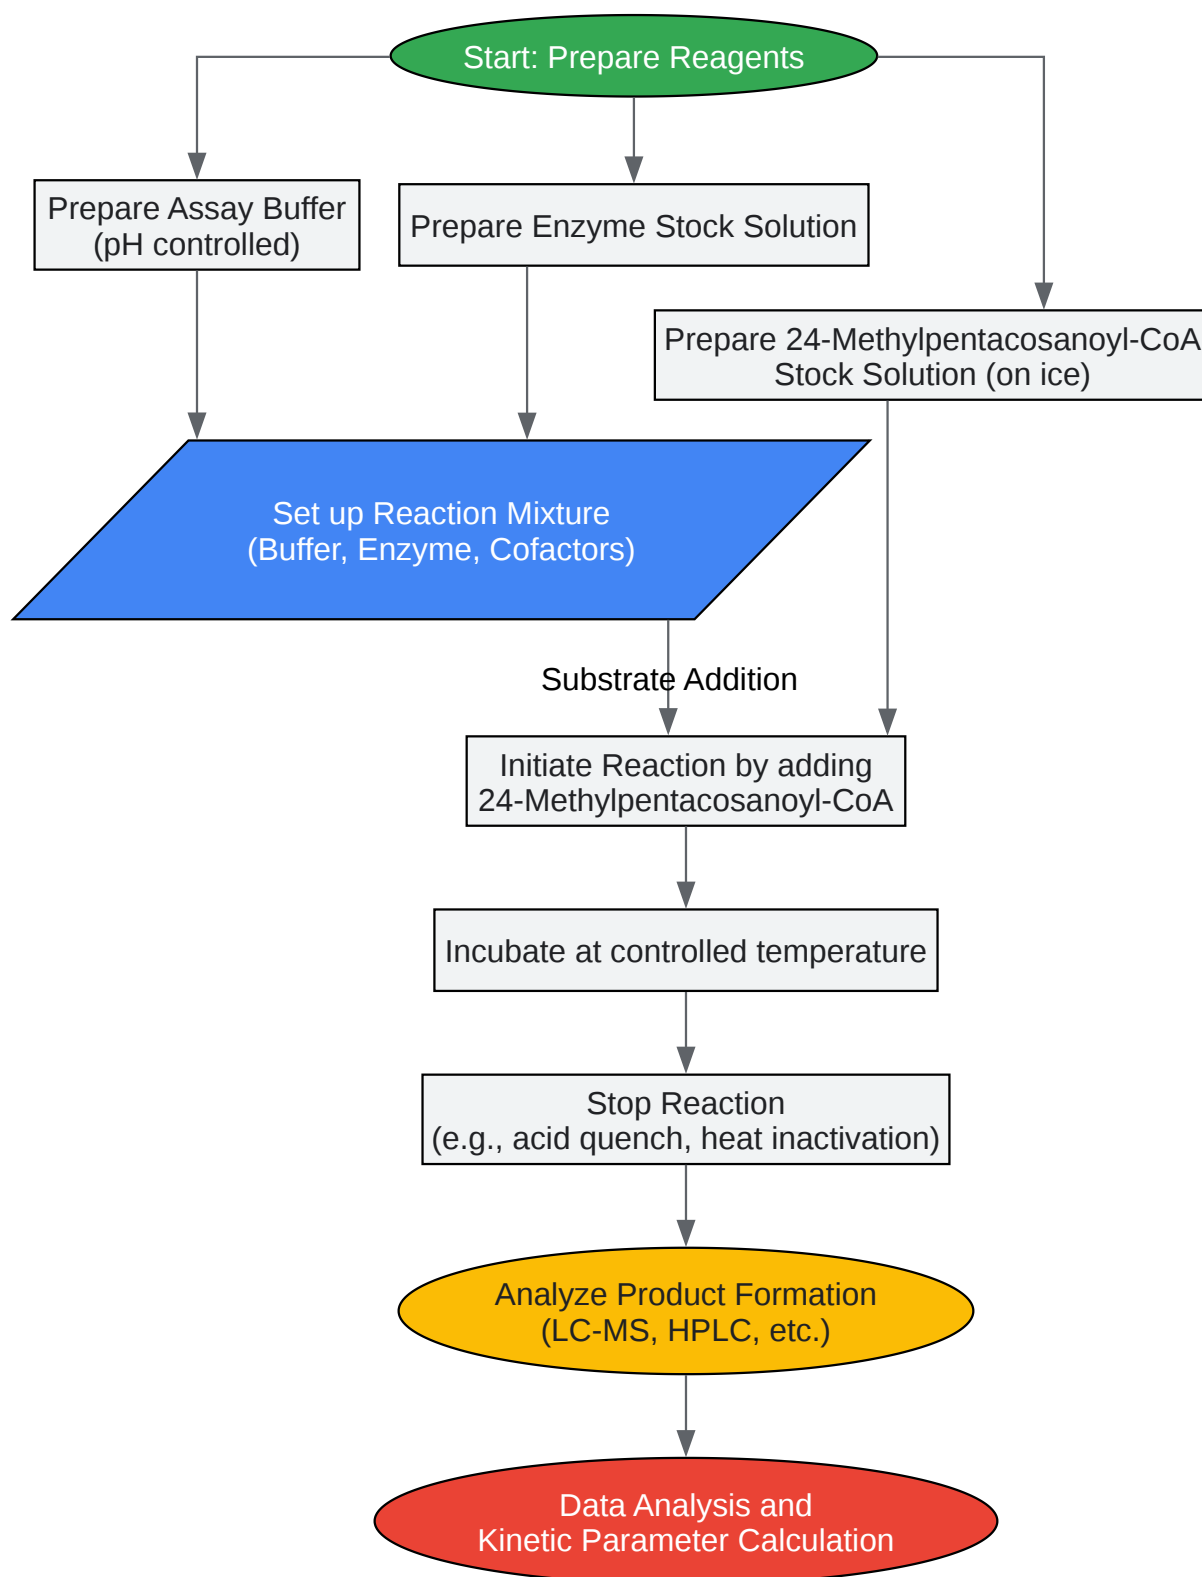 Start: Prepare Reagents
Prepare Assay Buffer
(pH controlled)
Prepare Enzyme Stock Solution
Prepare 24-Methylpentacosanoyl-CoA
Stock Solution (on ice)
Set up Reaction Mixture
(Buffer, Enzyme, Cofactors)
Substrate Addition
Initiate Reaction by adding
24-Methylpentacosanoyl-CoA
Incubate at controlled temperature
Stop Reaction
(e.g., acid quench, heat inactivation)
Analyze Product Formation
(LC-MS, HPLC, etc.)
Data Analysis and
Kinetic Parameter Calculation